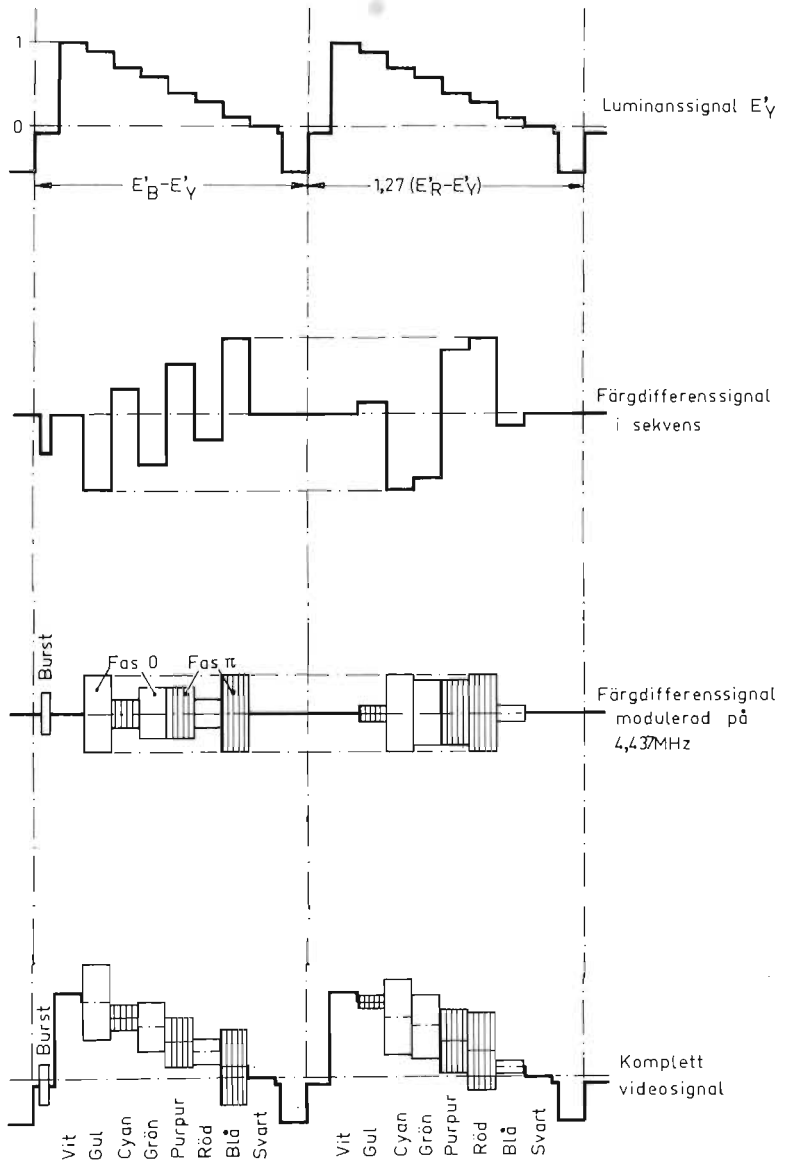 1
0
Luminanssignal E'Y
E'B-E'Y
1,27 (E'R-E'Y)
Färgdifferenssignal
i sekvens
Burst
Fas 0
Fas π
Färgdifferenssignal
modulerad på
4,437MHz
Burst
Komplett
videosignal
Vit
Gul
Cyan
Grön
Purpur
Röd
Blå
Svart
Vit
Gul
Cyan
Grön
Purpur
Röd
Blå
Svart